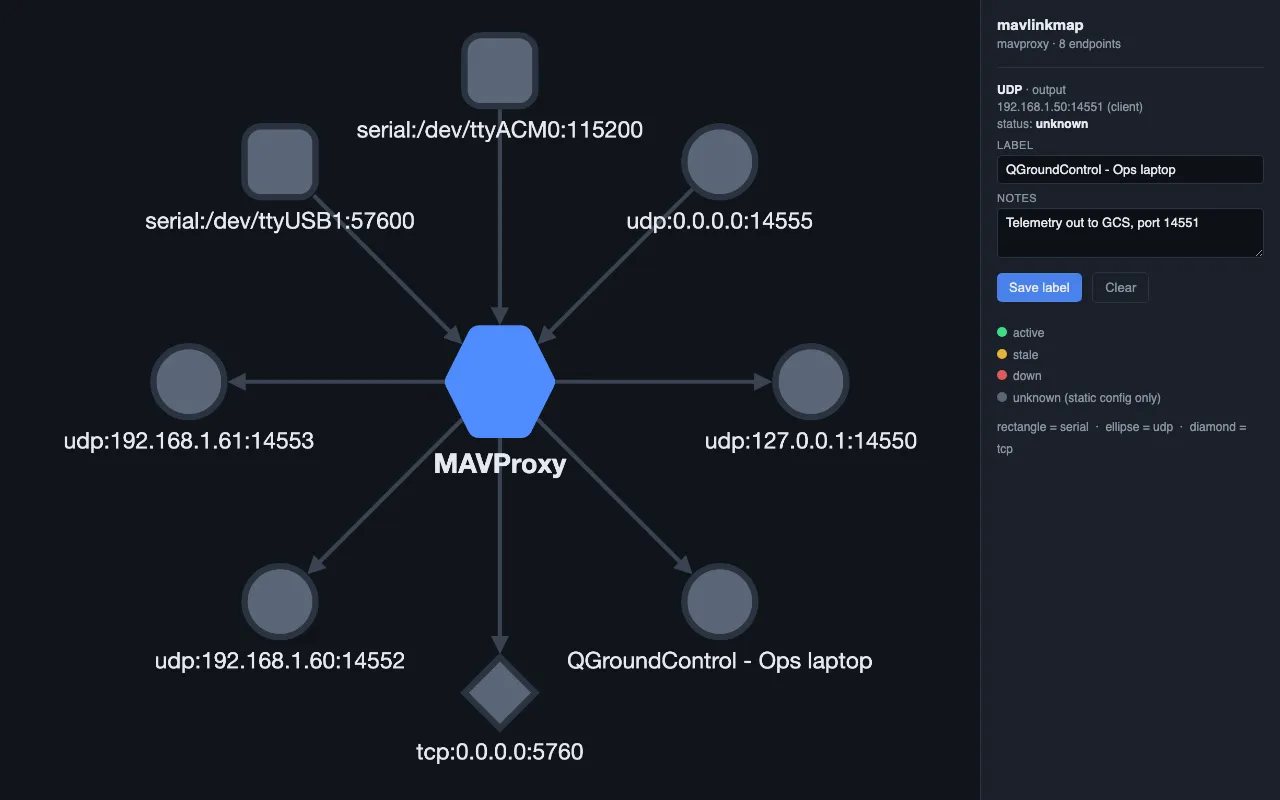 serial:/dev/ttyACM0:115200
serial:/dev/ttyUSB1:57600
udp:0.0.0.0:14555
udp:192.168.1.61:14553
udp:127.0.0.1:14550
MAVProxy
udp:192.168.1.60:14552
QGroundControl - Ops laptop
tcp:0.0.0.0:5760
mavlinkmap
mavproxy · 8 endpoints
UDP · output
192.168.1.50:14551 (client)
status: unknown
LABEL
QGroundControl - Ops laptop
NOTES
Telemetry out to GCS, port 14551
Save label
Clear
active
stale
down
unknown (static config only)
rectangle = serial · ellipse = udp · diamond =
tcp